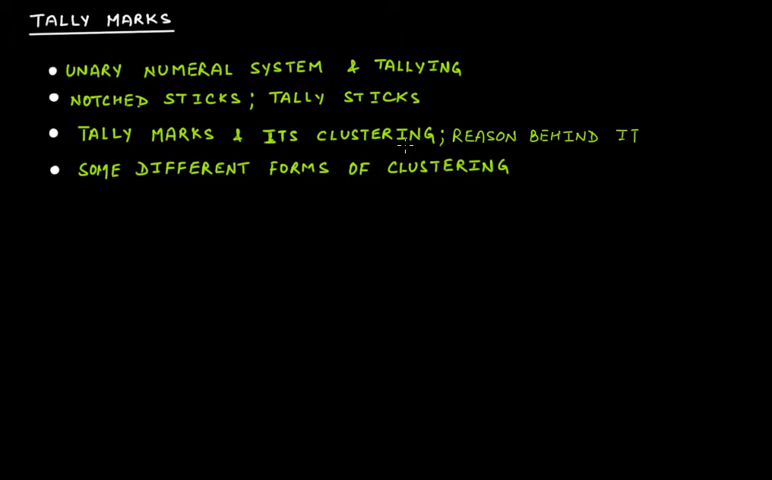 TALLY MARKS
• UNARY NUMERAL SYSTEM & TALLYING
• NOTCHED STICKS; TALLY STICKS
• TALLY MARKS & ITS CLUSTERING; REASON BEHIND IT
• SOME DIFFERENT FORMS OF CLUSTERING